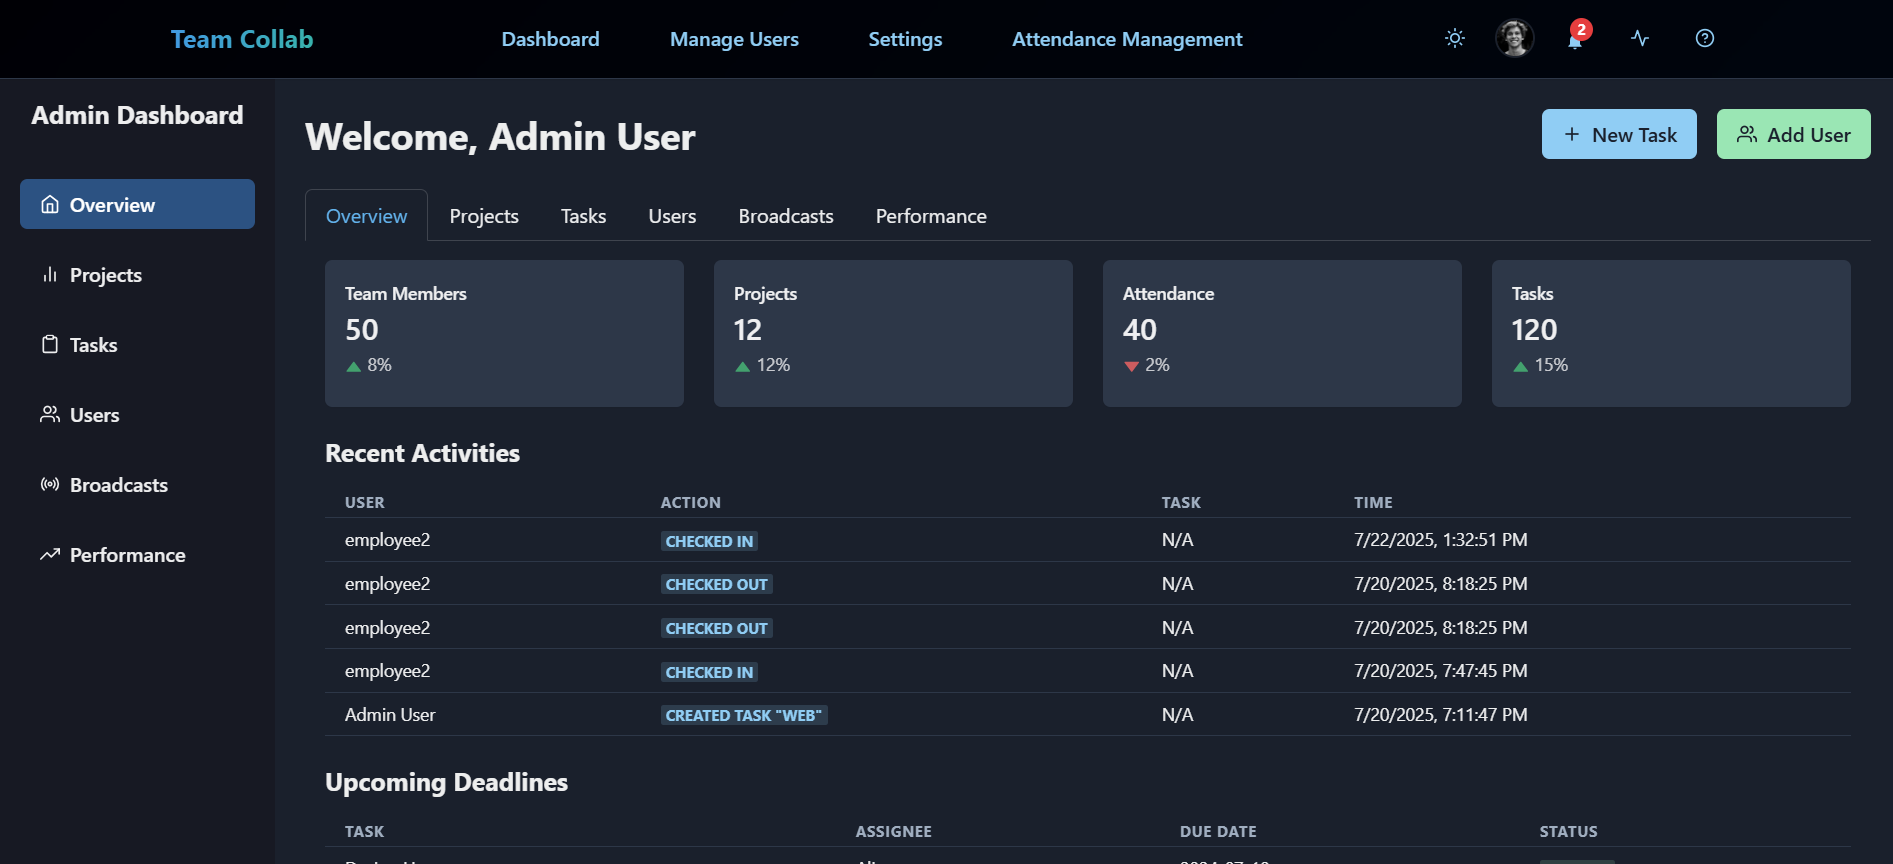 Team Collab
Dashboard
Manage Users
Settings
Attendance Management
2
Admin Dashboard
Overview
Projects
Tasks
Users
Broadcasts
Performance
Welcome, Admin User
New Task
Add User
Overview Projects Tasks Users Broadcasts Performance
Team Members
50
8%
Projects
12
12%
Attendance
40
2%
Tasks
120
15%
Recent Activities
USER ACTION TASK TIME
employee2 CHECKED IN N/A 7/22/2025, 1:32:51 PM
employee2 CHECKED OUT N/A 7/20/2025, 8:18:25 PM
employee2 CHECKED OUT N/A 7/20/2025, 8:18:25 PM
employee2 CHECKED IN N/A 7/20/2025, 7:47:45 PM
Admin User CREATED TASK "WEB" N/A 7/20/2025, 7:11:47 PM
Upcoming Deadlines
TASK ASSIGNEE DUE DATE STATUS